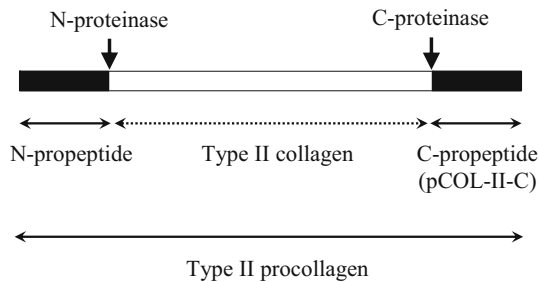 N-proteinase C-proteinase
N-propeptide Type II collagen C-propeptide
(pCOL-II-C)
Type II procollagen